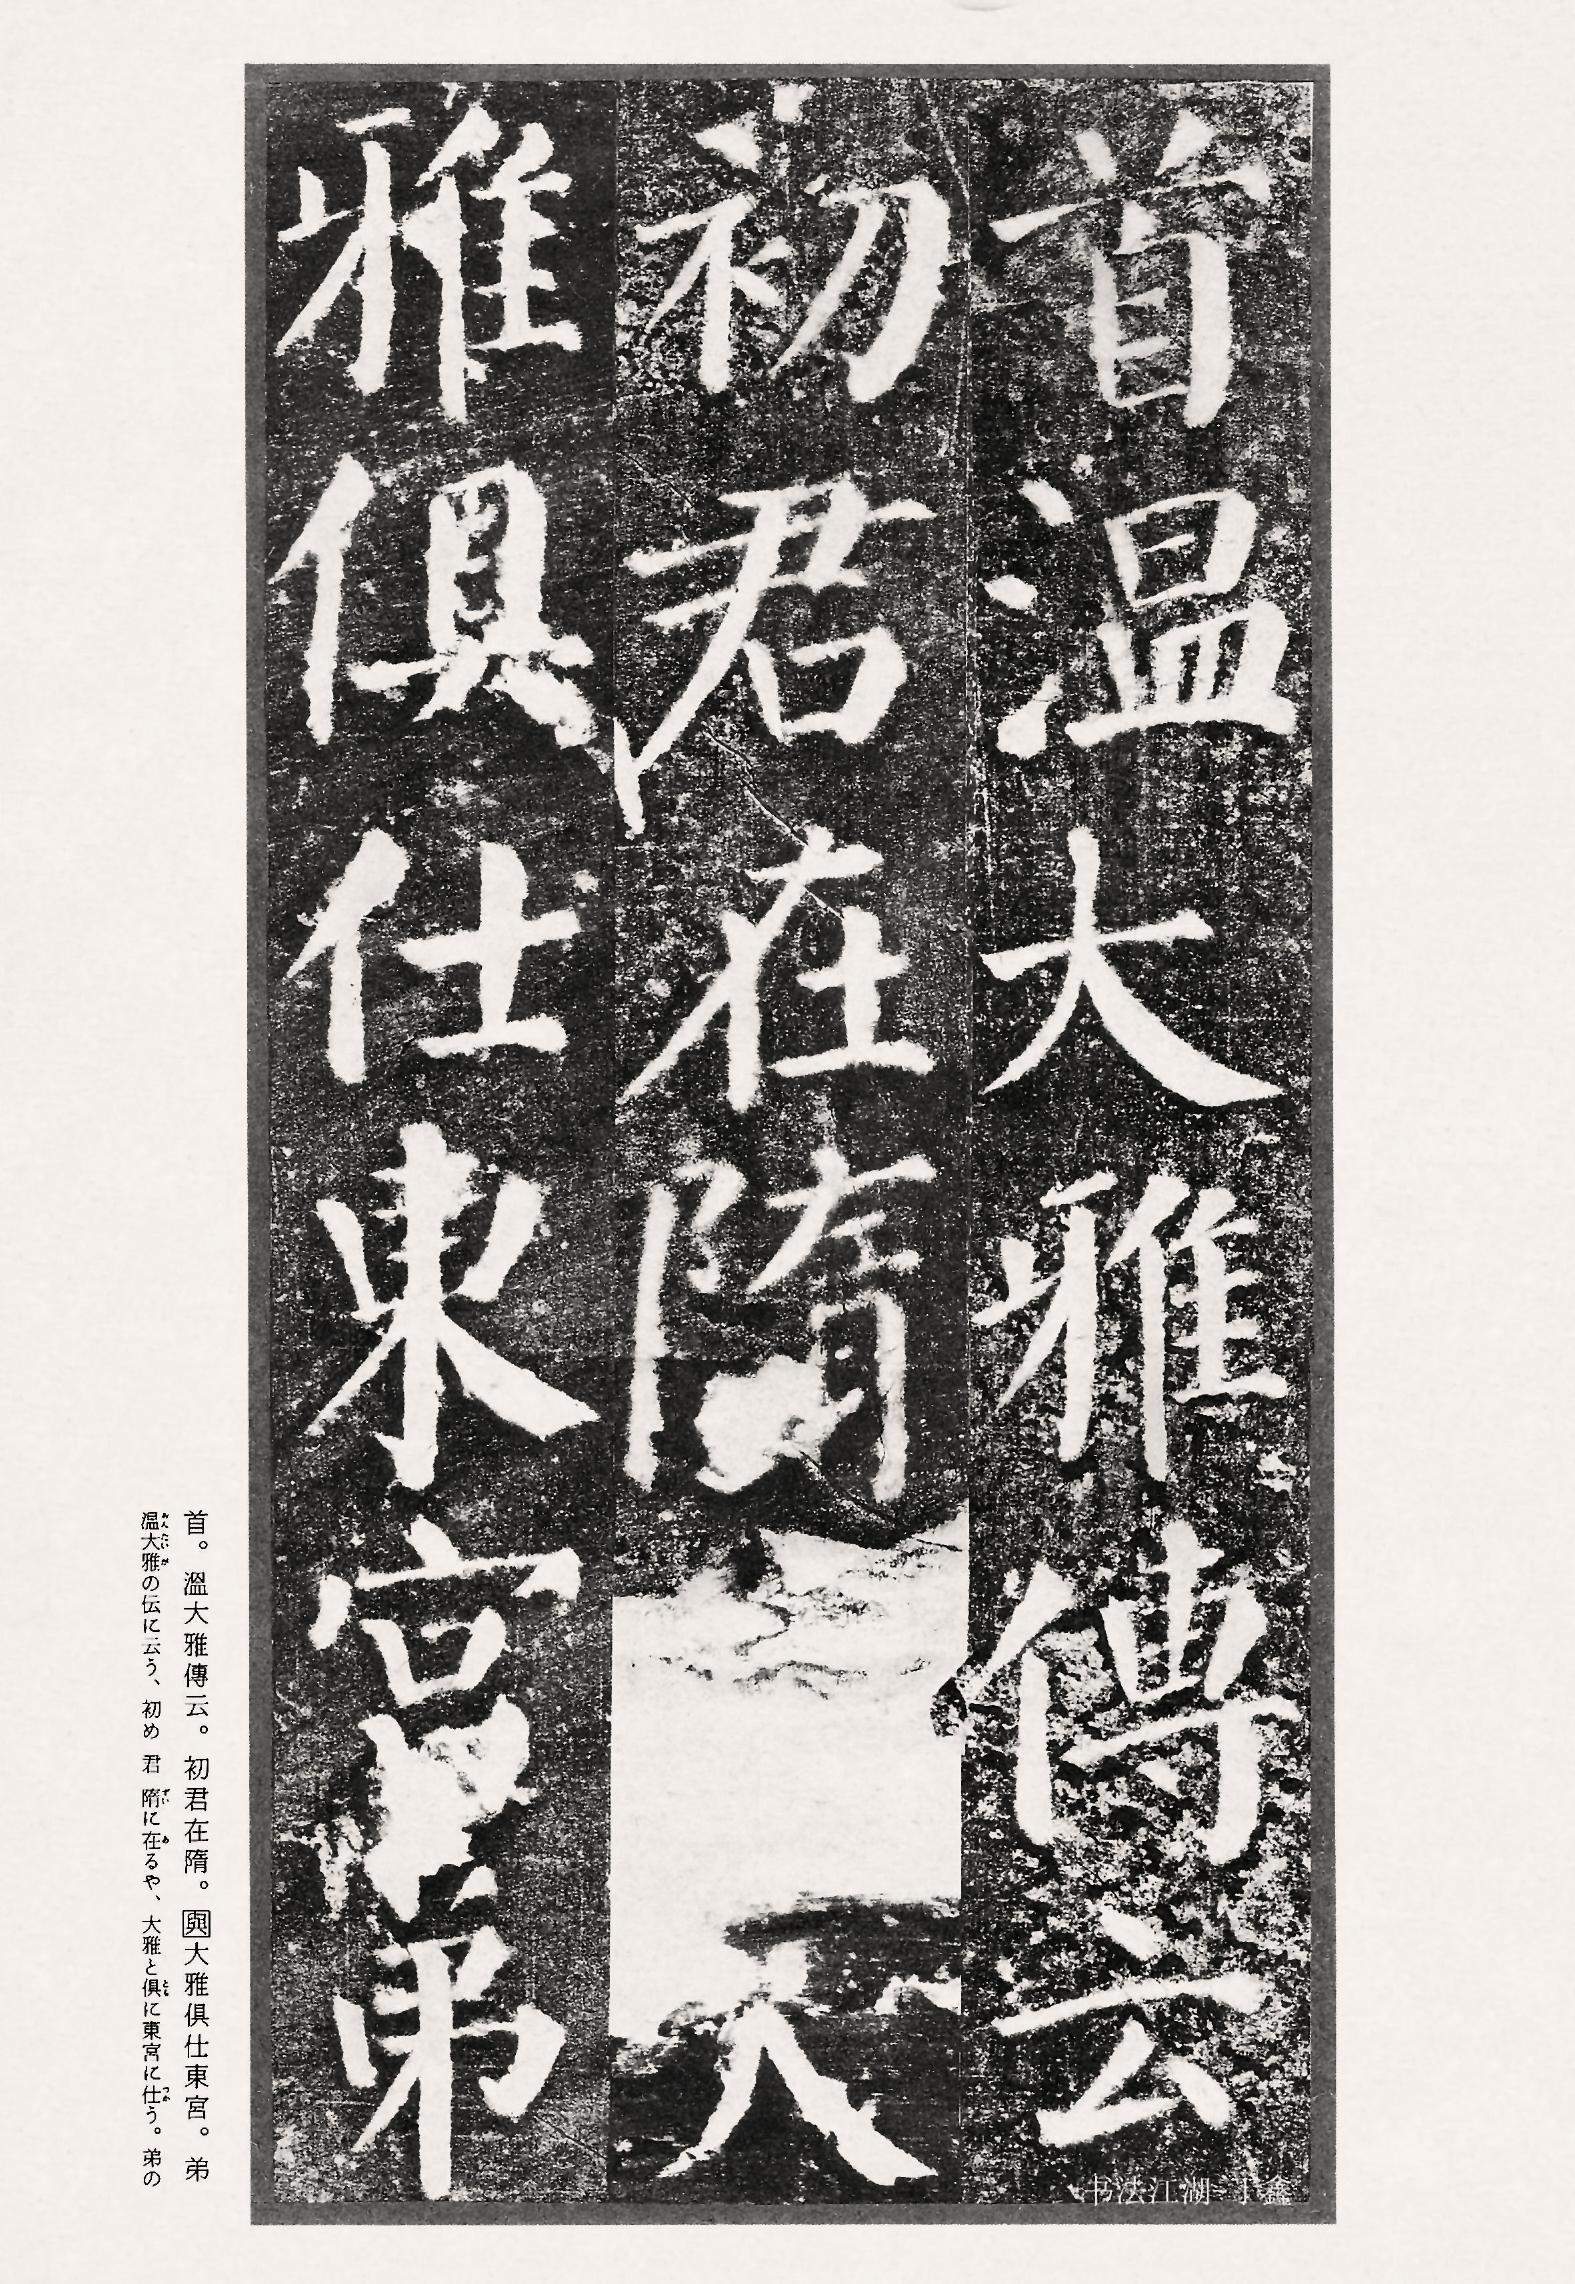 首溫大雅傳云
初君在隋大
雅俱仕東宮弟
首。溫大雅傳云。初君在隋。與大雅俱仕東宮。弟
温大雅の伝に云う、初め君隋に在るや、大雅と俱に東宮に仕う。弟の
书法江湖 丁鑫